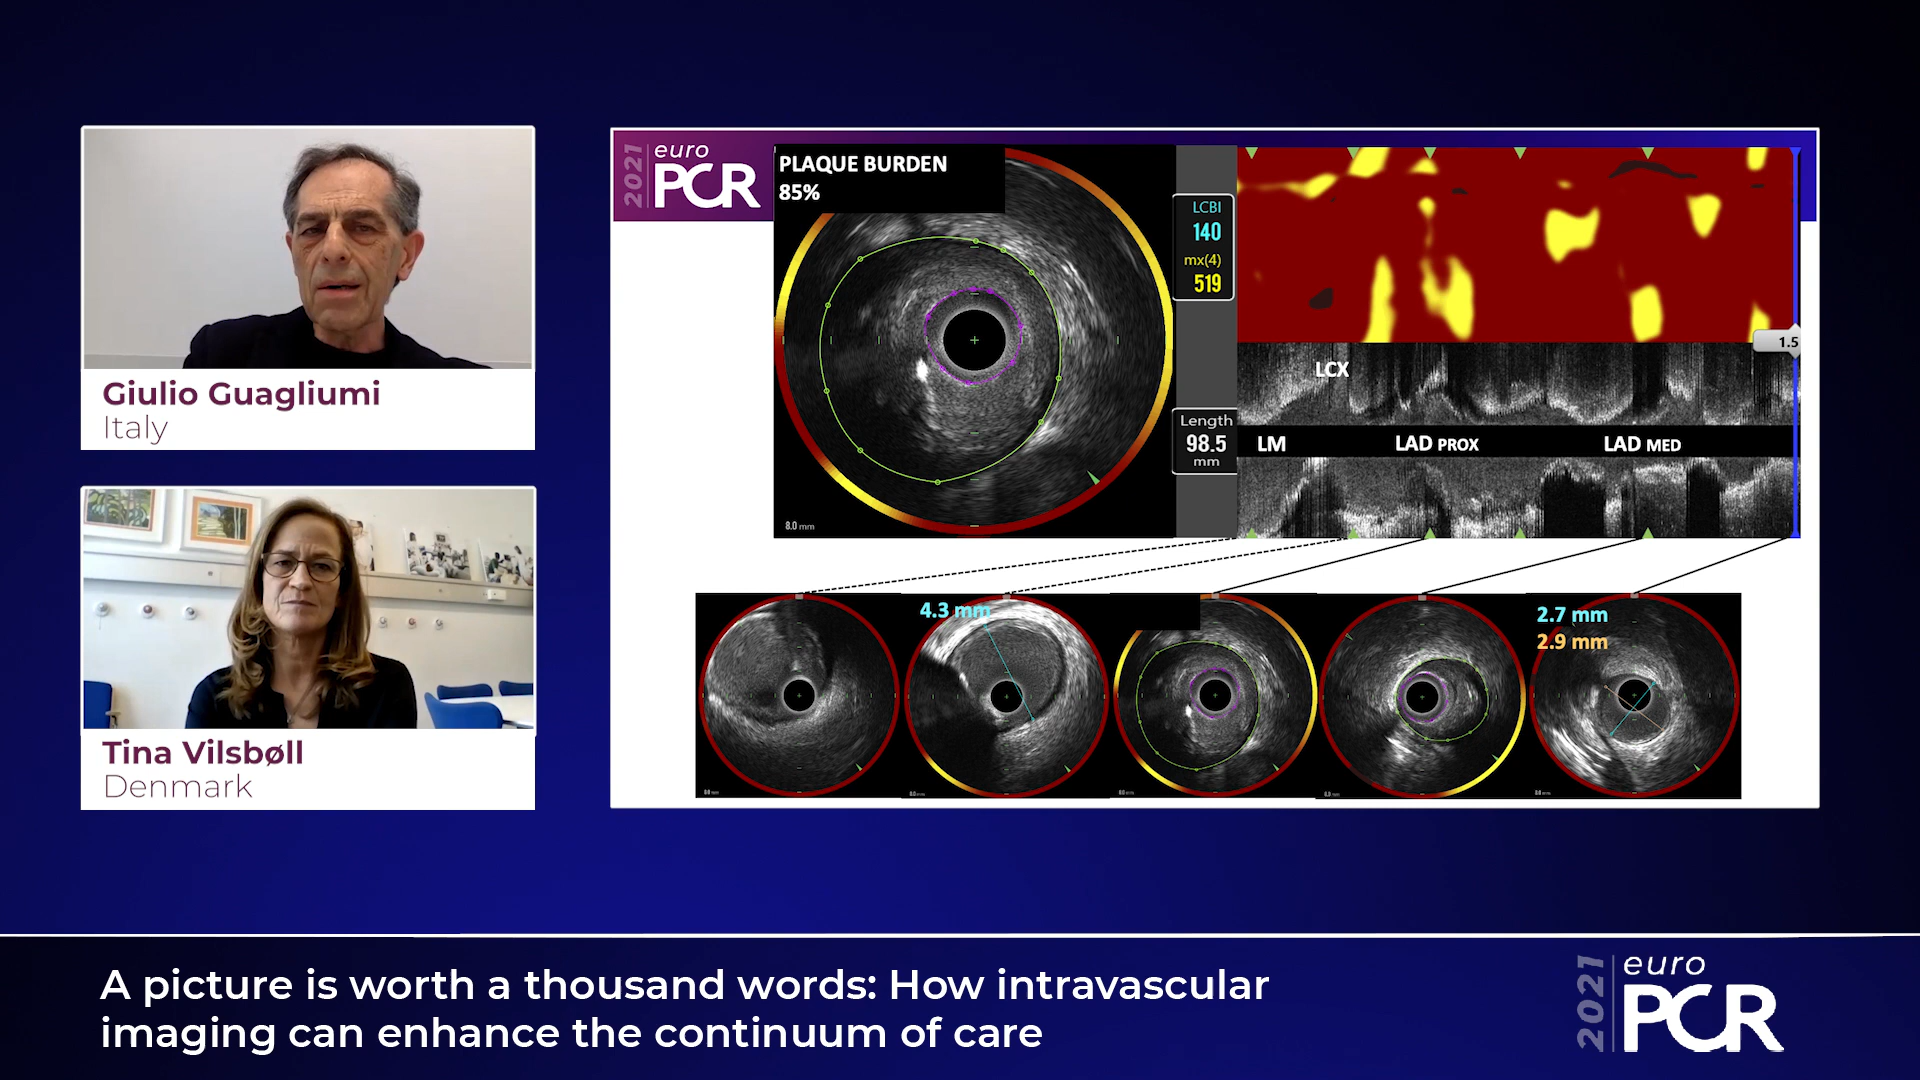 Giulio Guagliumi
Italy
Tina Vilsbøll
Denmark
2021
euro
PCR
PLAQUE BURDEN
85%
8.0 mm
LCBI
140
mx(4)
519
Length
98.5
mm
1.5
LCX
LM
LAD PROX
LAD MED
4.3 mm
2.7 mm
2.9 mm
A picture is worth a thousand words: How intravascular
imaging can enhance the continuum of care
2021
euro
PCR